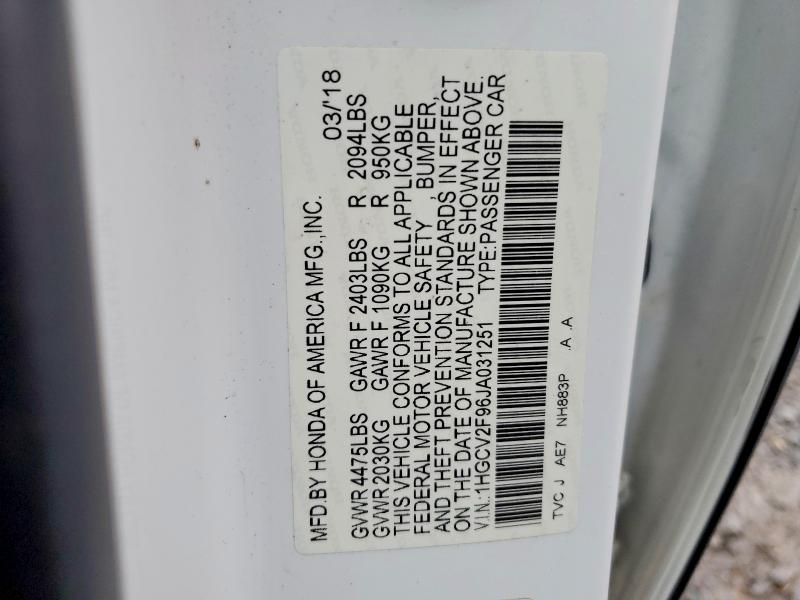 MFD.BY HONDA OF AMERICA MFG.,INC. 03/'18
GVWR 4475LBS GAWR F 2403LBS R 2094LBS
GVWR 2030KG GAWR F 1090KG R 950KG
THIS VEHICLE CONFORMS TO ALL APPLICABLE
FEDERAL MOTOR VEHICLE SAFETY, BUMPER,
AND THEFT PREVENTION STANDARDS, IN EFFECT
ON THE DATE OF MANUFACTURE SHOWN ABOVE.
V.I.N.:1HGCV2F96JA031251 TYPE:PASSENGER CAR
TVC J AE7 NH883P .A .A